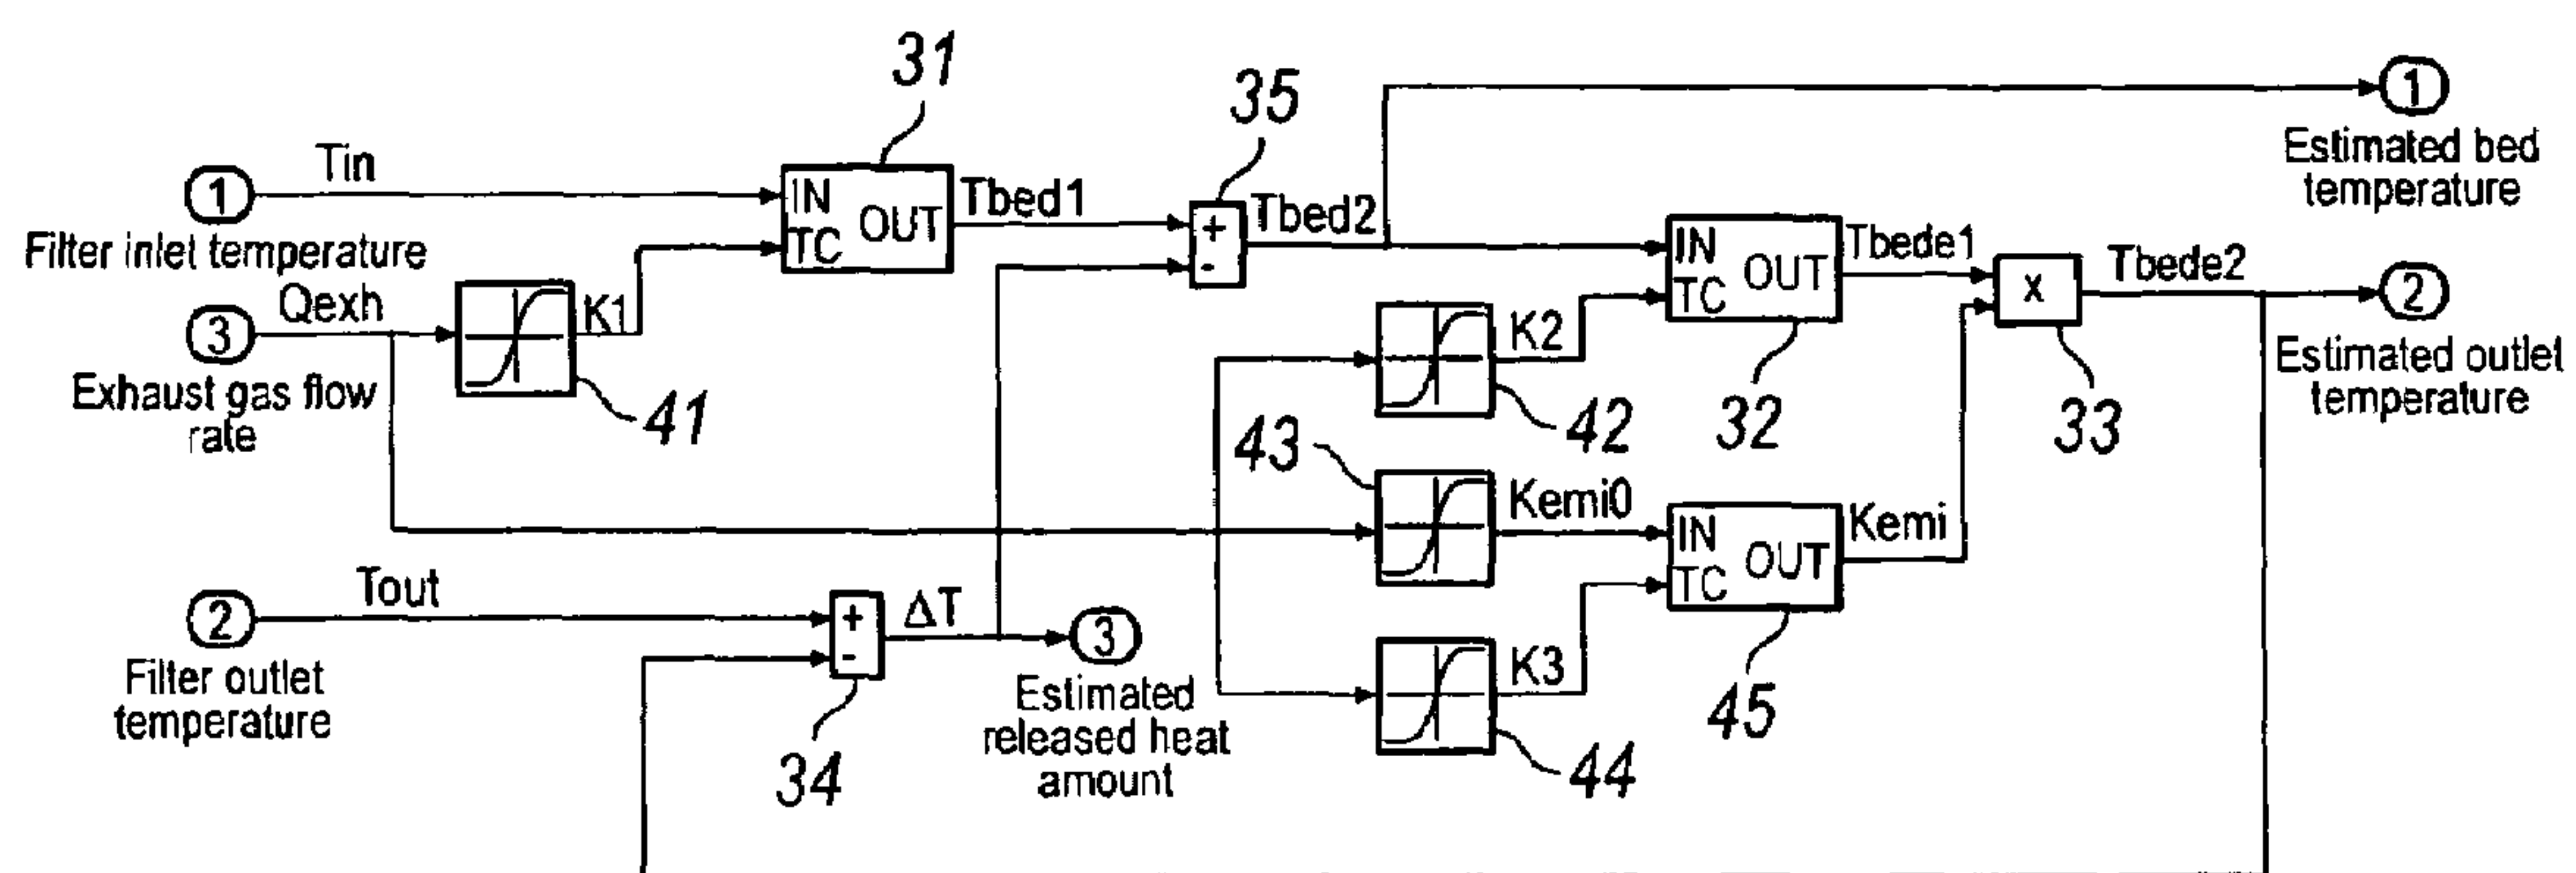 31
35
1
Estimated bed
temperature
Tin
1
Filter inlet temperature
IN
TC
OUT
Tbed1
+
-
Tbed2
IN
TC
OUT
Tbede1
x
Tbede2
2
Estimated outlet
temperature
Qexh
3
Exhaust gas flow
rate
K1
41
K2
42
32
33
43
Kemi0
IN
TC
OUT
Kemi
Tout
2
Filter outlet
temperature
+
-
ΔT
3
Estimated
released heat
amount
34
K3
44
45